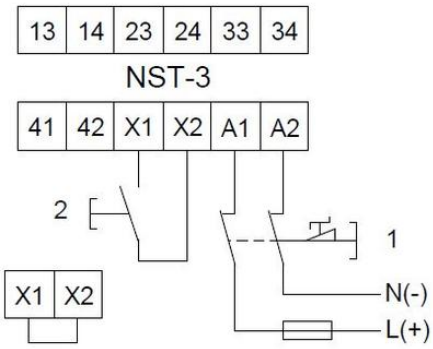 13 14 23 24 33 34
NST-3
41 42 X1 X2 A1 A2
2
1
X1 X2
N(-)
L(+)